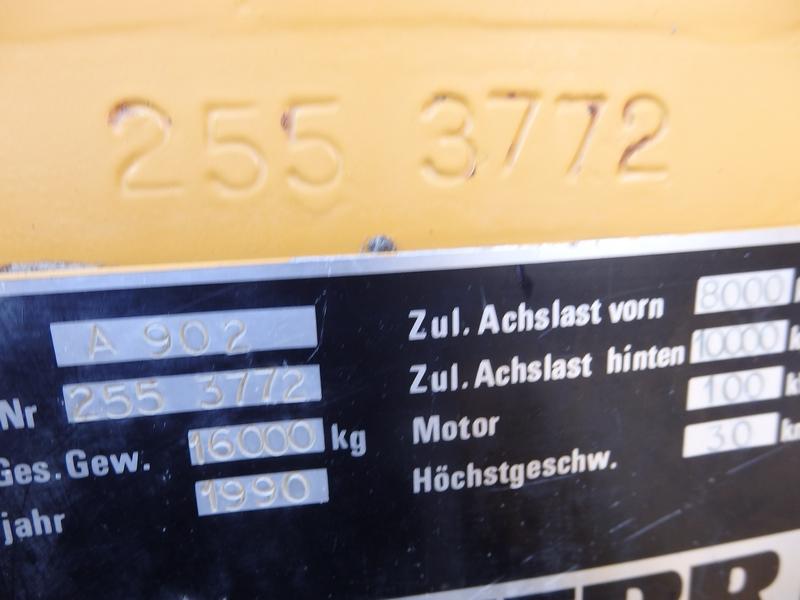 255 3772
A 902
Nr 255 3772
Ges. Gew. 16000 kg
jahr 1990
Zul. Achslast vorn 8000
Zul. Achslast hinten 10000 k
Motor 100 k
Höchstgeschw. 30 km